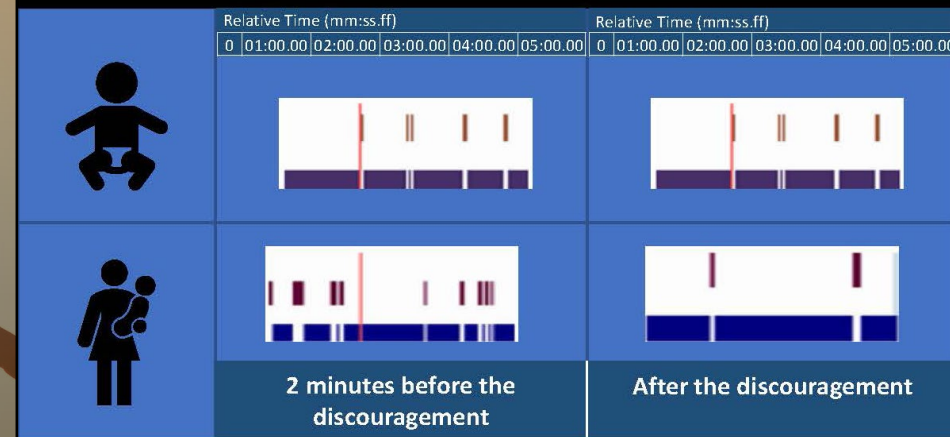 Relative Time (mm:ss.ff)
0 01:00.00 02:00.00 03:00.00 04:00.00 05:00.00
Relative Time (mm:ss.ff)
0 01:00.00 02:00.00 03:00.00 04:00.00 05:00.00
2 minutes before the
discouragement
After the discouragement